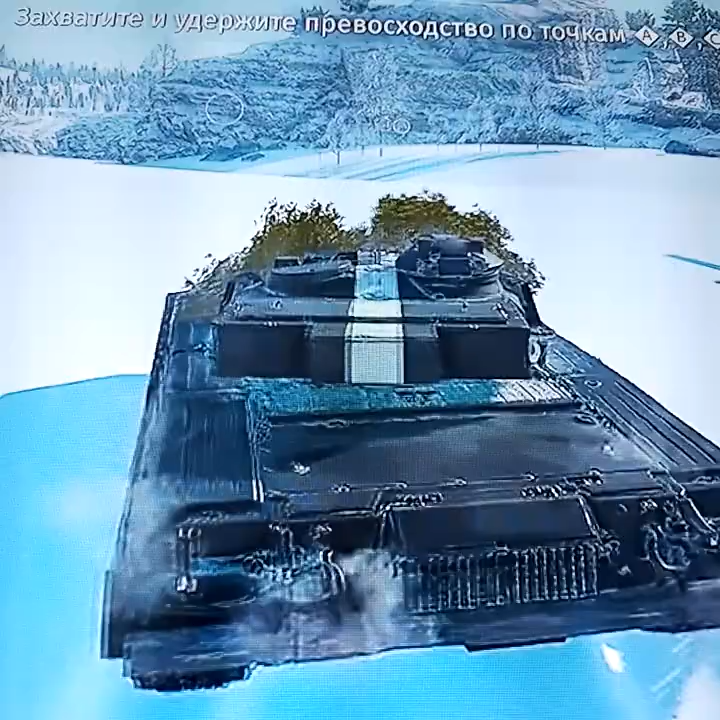 Захватите и удержите превосходство по точкам A, B, C